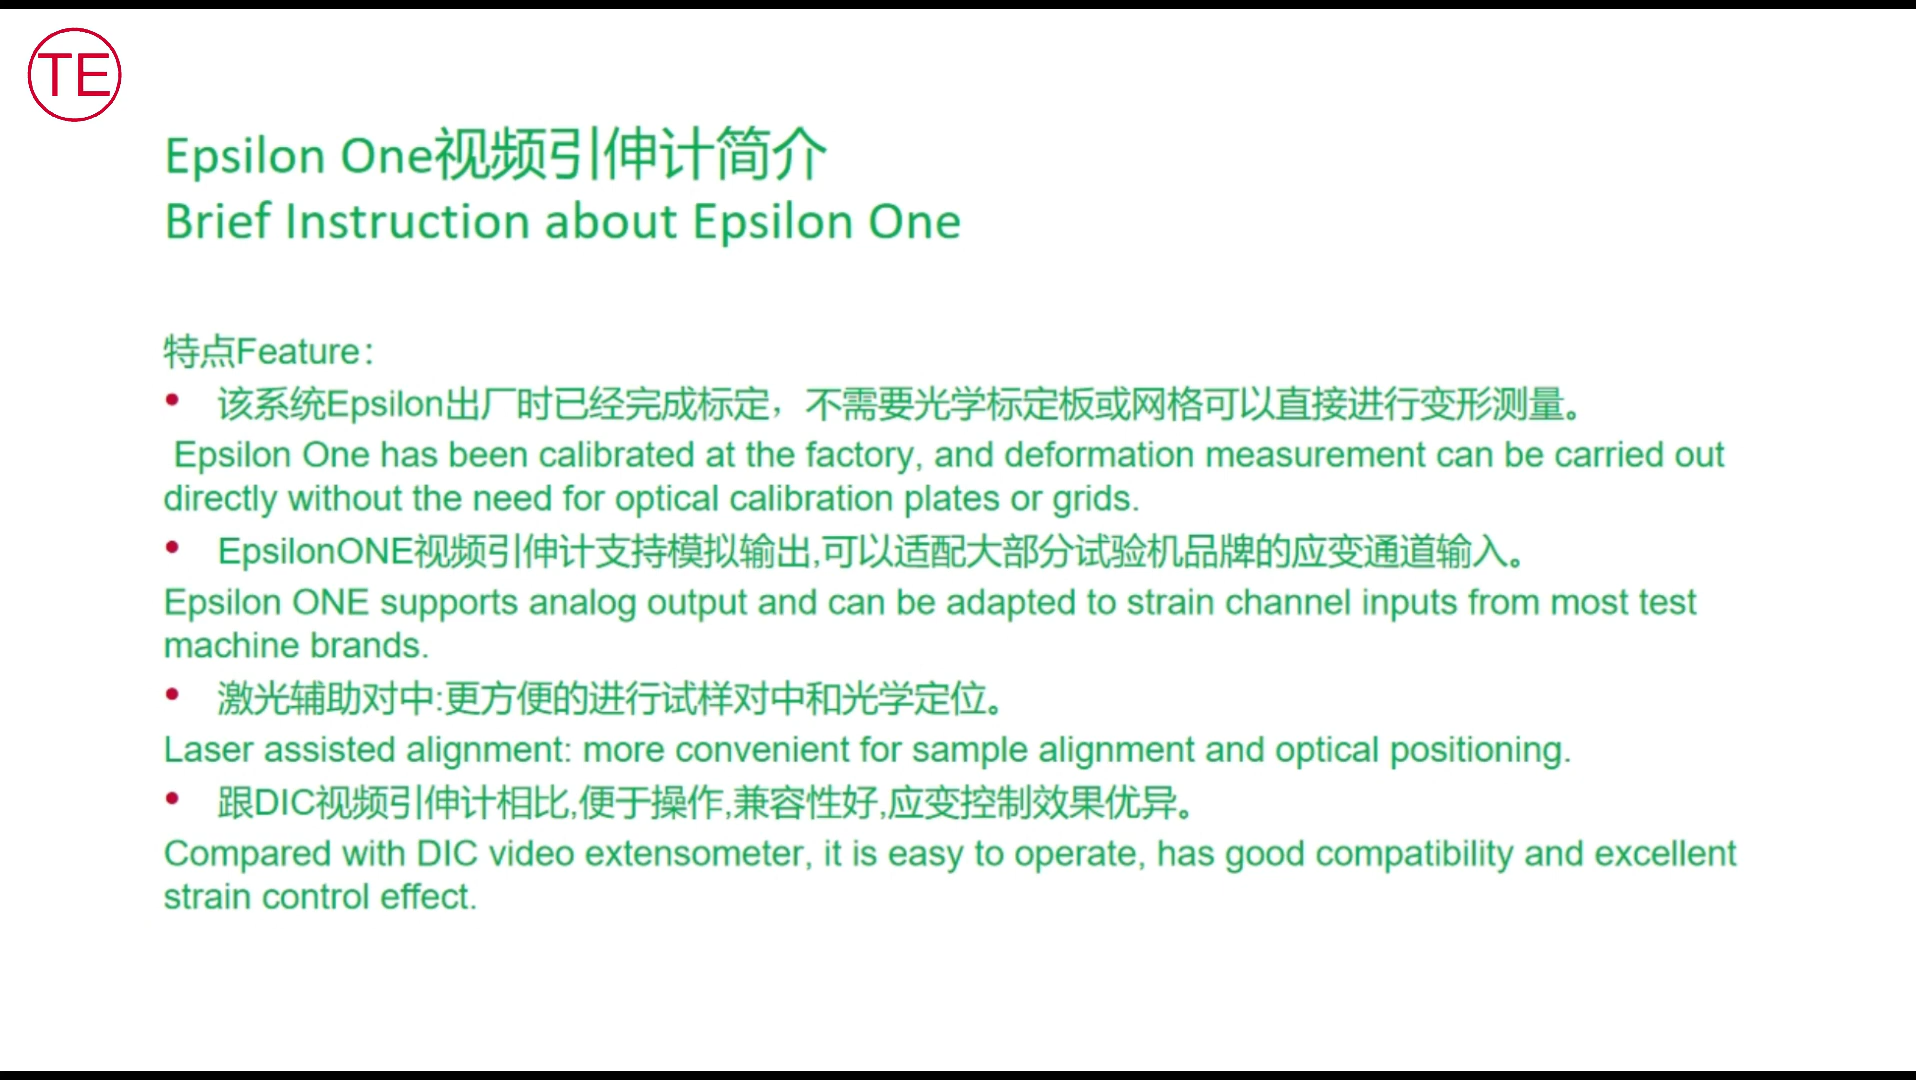 TE
Epsilon One视频引伸计简介
Brief Instruction about Epsilon One
特点Feature：
• 该系统Epsilon出厂时已经完成标定，不需要光学标定板或网格可以直接进行变形测量。
Epsilon One has been calibrated at the factory, and deformation measurement can be carried out
directly without the need for optical calibration plates or grids.
• EpsilonONE视频引伸计支持模拟输出,可以适配大部分试验机品牌的应变通道输入。
Epsilon ONE supports analog output and can be adapted to strain channel inputs from most test
machine brands.
• 激光辅助对中:更方便的进行试样对中和光学定位。
Laser assisted alignment: more convenient for sample alignment and optical positioning.
• 跟DIC视频引伸计相比,便于操作,兼容性好,应变控制效果优异。
Compared with DIC video extensometer, it is easy to operate, has good compatibility and excellent
strain control effect.